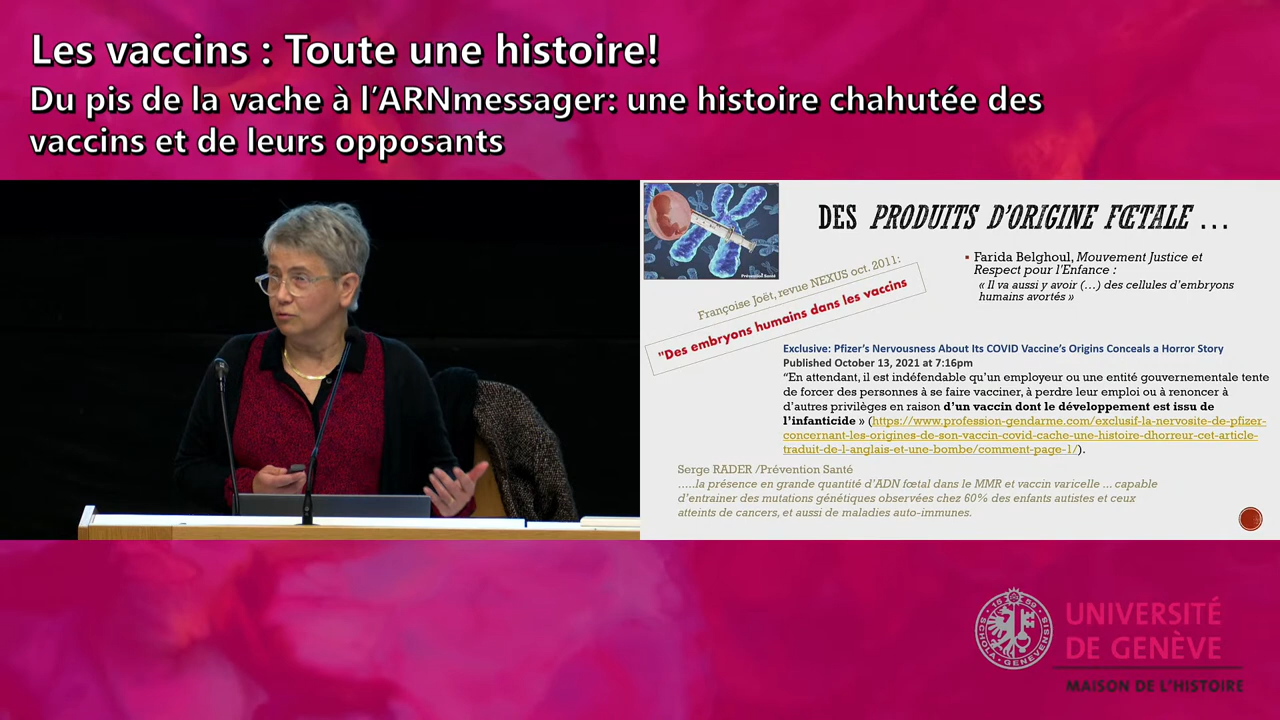 Les vaccins : Toute une histoire!
Du pis de la vache à l'ARNmessager: une histoire chahutée des
vaccins et de leurs opposants
Prévention Santé
DES PRODUITS D'ORIGINE FŒTALE ...
▪ Farida Belghoul, Mouvement Justice et
Respect pour l'Enfance :
« Il va aussi y avoir (...) des cellules d'embryons
humains avortés »
Françoise Joët, revue NEXUS oct. 2011:
"Des embryons humains dans les vaccins
Exclusive: Pfizer's Nervousness About Its COVID Vaccine's Origins Conceals a Horror Story
Published October 13, 2021 at 7:16pm
"En attendant, il est indéfendable qu'un employeur ou une entité gouvernementale tente
de forcer des personnes à se faire vacciner, à perdre leur emploi ou à renoncer à
d'autres privilèges en raison d'un vaccin dont le développement est issu de
l'infanticide » (https://www.profession-gendarme.com/exclusif-la-nervosite-de-pfizer-
concernant-les-origines-de-son-vaccin-covid-cache-une-histoire-dhorreur-cet-article-
traduit-de-l-anglais-et-une-bombe/comment-page-1/).
Serge RADER /Prévention Santé
.....la présence en grande quantité d'ADN fœtal dans le MMR et vaccin varicelle ... capable
d'entrainer des mutations génétiques observées chez 60% des enfants autistes et ceux
atteints de cancers, et aussi de maladies auto-immunes.
1559
SCHOLA GENEVENSIS
UNIVERSITÉ
DE GENÈVE
MAISON DE L'HISTOIRE